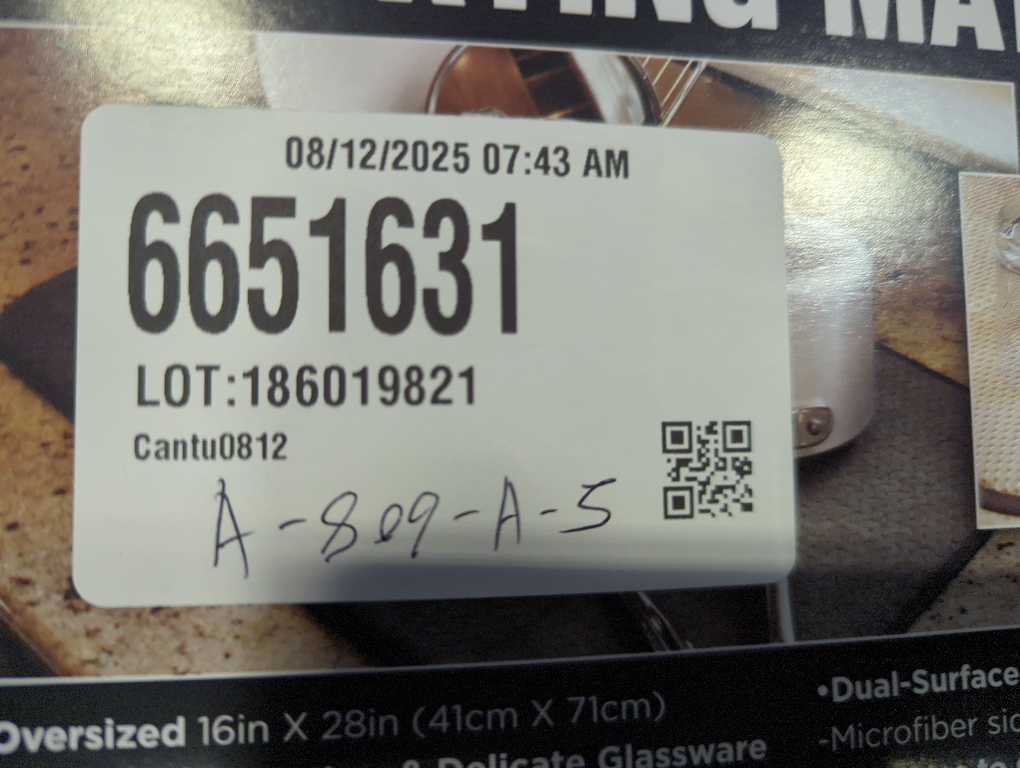 08/12/2025 07:43 AM
6651631
LOT:186019821
Cantu0812
A-809-A-5
Oversized 16in X 28in (41cm X 71cm)
& Delicate Glassware
•Dual-Surface
-Microfiber